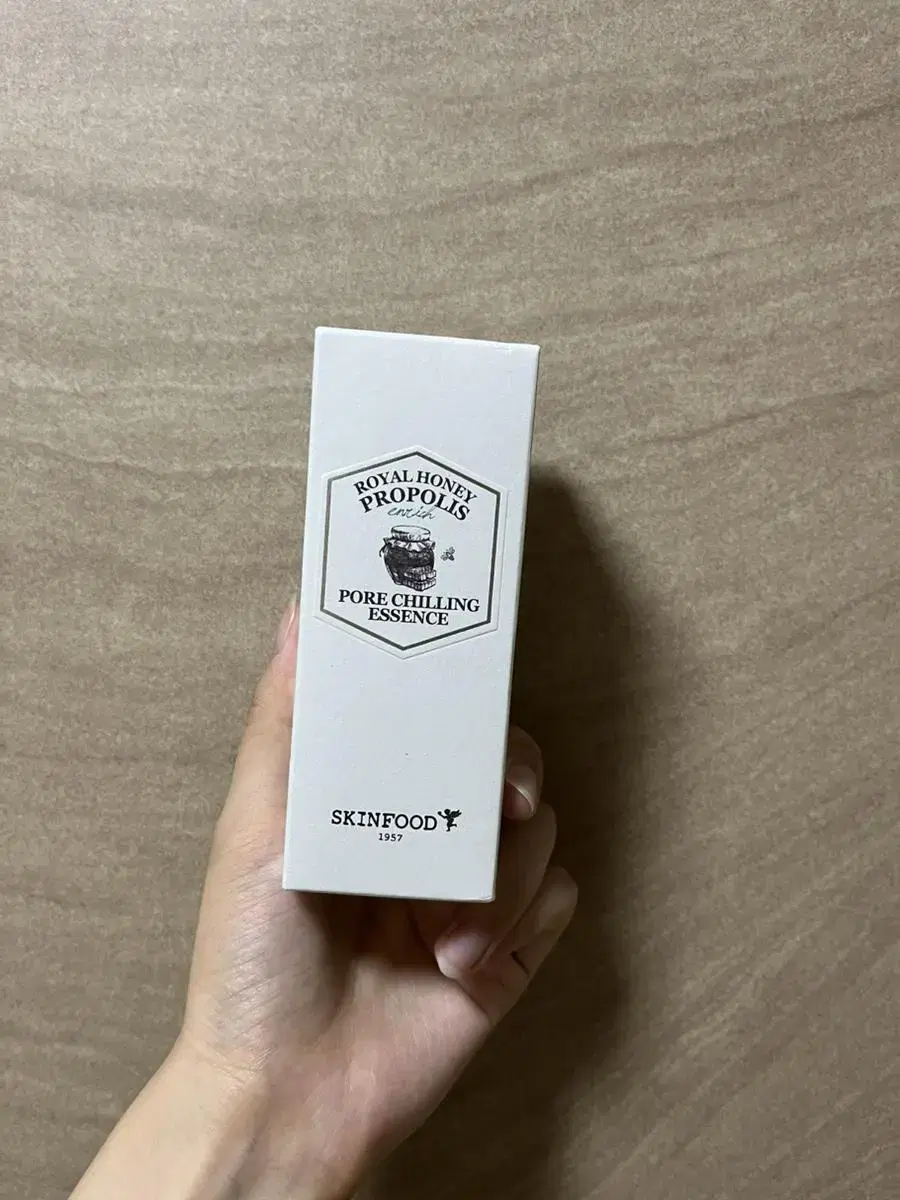 ROYAL HONEY
PROPOLIS
enrich
PORE CHILLING
ESSENCE
SKINFOOD
1957